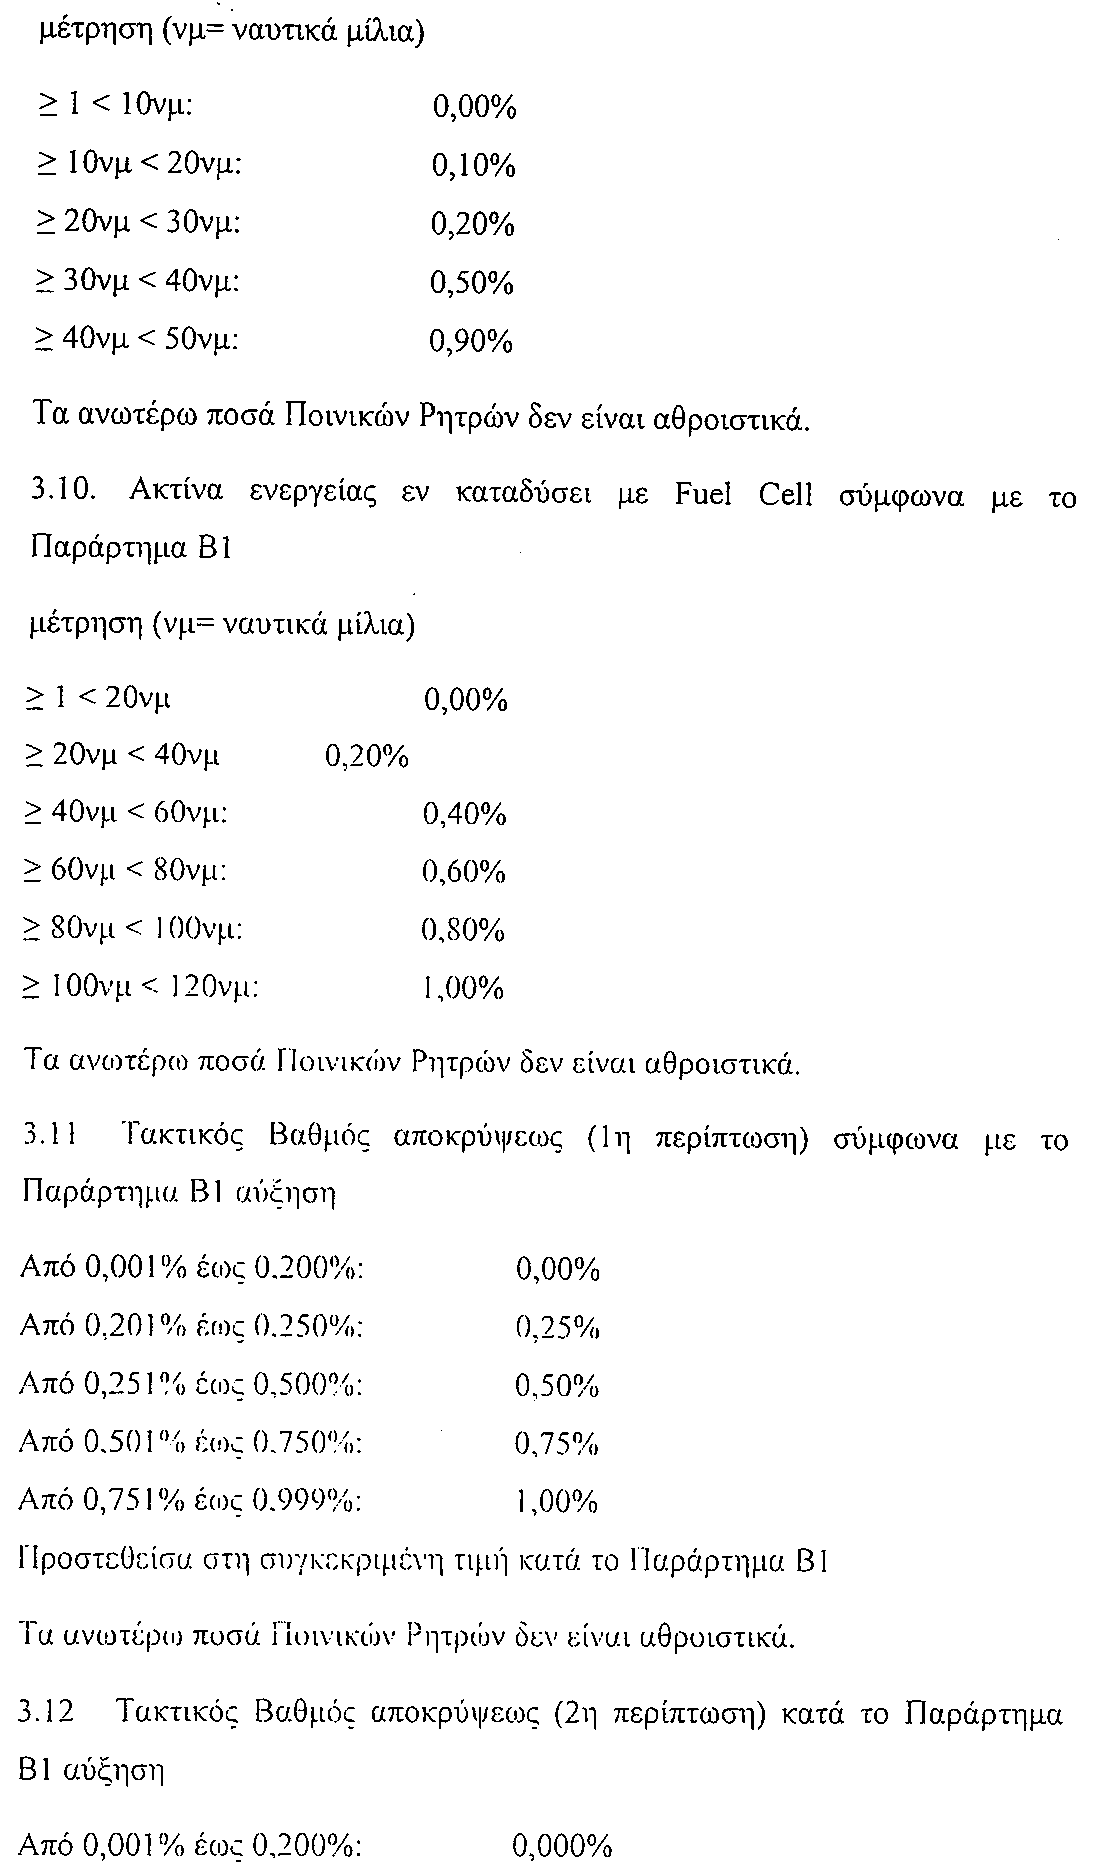 μέτρηση (νμ= ναυτικά μίλια)
≥ 1 < 10νμ: 0,00%
≥ 10νμ < 20νμ: 0,10%
≥ 20νμ < 30νμ: 0,20%
≥ 30νμ < 40νμ: 0,50%
≥ 40νμ < 50νμ: 0,90%
Τα ανωτέρω ποσά Ποινικών Ρητρών δεν είναι αθροιστικά.
3.10. Ακτίνα ενεργείας εν καταδύσει με Fuel Cell σύμφωνα με το
Παράρτημα Β1
μέτρηση (νμ= ναυτικά μίλια)
≥ 1 < 20νμ 0,00%
≥ 20νμ < 40νμ 0,20%
≥ 40νμ < 60νμ: 0,40%
≥ 60νμ < 80νμ: 0,60%
≥ 80νμ < 100νμ: 0,80%
≥ 100νμ < 120νμ: 1,00%
Τα ανωτέρω ποσά Ποινικών Ρητρών δεν είναι αθροιστικά.
3.11 Τακτικός Βαθμός αποκρύψεως (1η περίπτωση) σύμφωνα με το
Παράρτημα Β1 αύξηση
Από 0,001% έως 0.200%: 0,00%
Από 0,201% έως 0.250%: 0,25%
Από 0,251% έως 0,500%: 0,50%
Από 0.501% έως 0.750%: 0,75%
Από 0,751% έως 0.999%: 1,00%
Προστεθείσα στη συγκεκριμένη τιμή κατά το Παράρτημα Β1
Τα ανωτέρω ποσά Ποινικών Ρητρών δεν είναι αθροιστικά.
3.12 Τακτικός Βαθμός αποκρύψεως (2η περίπτωση) κατά το Παράρτημα
Β1 αύξηση
Από 0,001% έως 0,200%: 0,000%